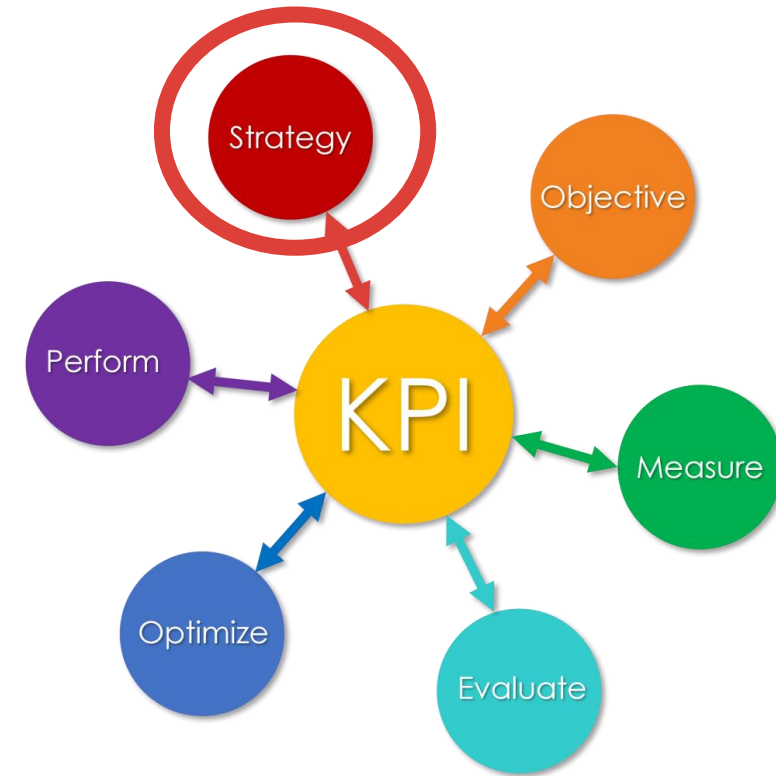 Strategy
Objective
Perform
KPI
Measure
Optimize
Evaluate